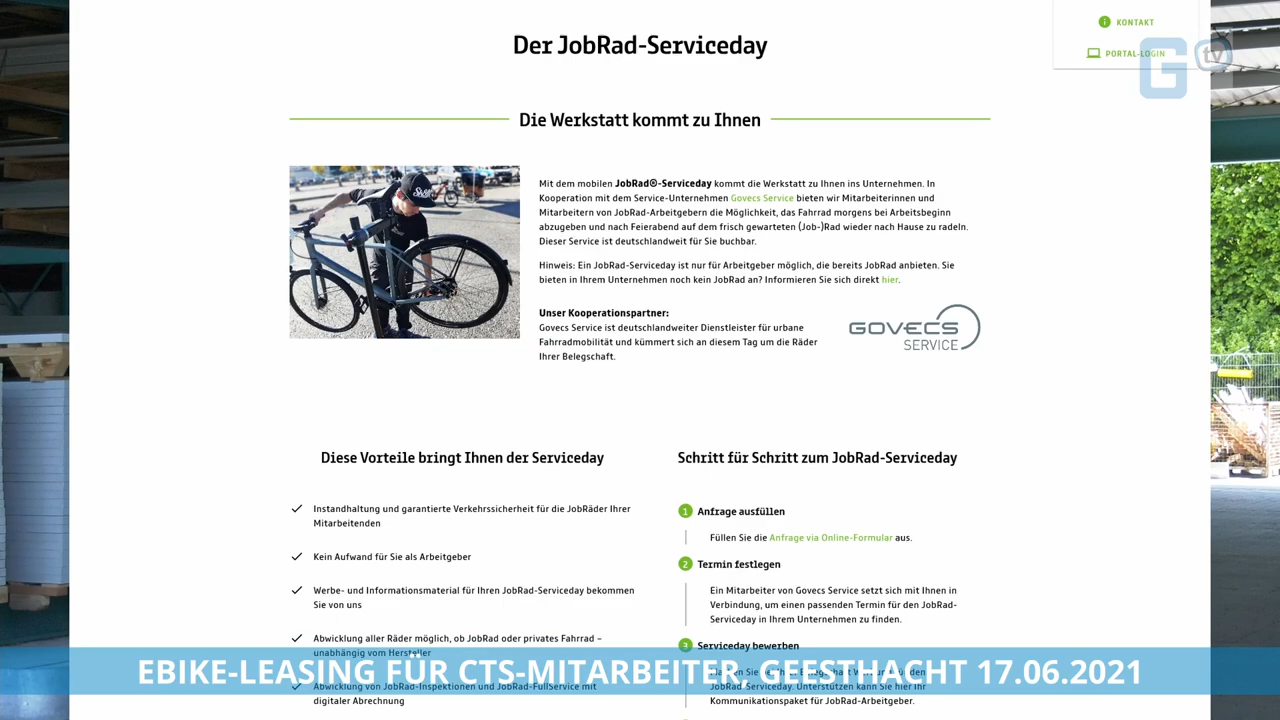 KONTAKT
PORTAL-LOGIN
G tv
Der JobRad-Serviceday
Die Werkstatt kommt zu Ihnen
Mit dem mobilen JobRad®-Serviceday kommt die Werkstatt zu Ihnen ins Unternehmen. In
Kooperation mit dem Service-Unternehmen Govecs Service bieten wir Mitarbeiterinnen und
Mitarbeitern von JobRad-Arbeitgebern die Möglichkeit, das Fahrrad morgens bei Arbeitsbeginn
abzugeben und nach Feierabend auf dem frisch gewarteten (Job-)Rad wieder nach Hause zu radeln.
Dieser Service ist deutschlandweit für Sie buchbar.
Hinweis: Ein JobRad-Serviceday ist nur für Arbeitgeber möglich, die bereits JobRad anbieten. Sie
bieten in Ihrem Unternehmen noch kein JobRad an? Informieren Sie sich direkt hier.
Unser Kooperationspartner:
Govecs Service ist deutschlandweiter Dienstleister für urbane
Fahrradmobilität und kümmert sich an diesem Tag um die Räder
Ihrer Belegschaft.
GOVECS
SERVICE
Diese Vorteile bringt Ihnen der Serviceday
Instandhaltung und garantierte Verkehrssicherheit für die JobRäder Ihrer
Mitarbeitenden
Kein Aufwand für Sie als Arbeitgeber
Werbe- und Informationsmaterial für Ihren JobRad-Serviceday bekommen
Sie von uns
Abwicklung aller Räder möglich, ob JobRad oder privates Fahrrad –
unabhängig vom Hersteller
Abwicklung von JobRad-Inspektionen und JobRad-FullService mit
digitaler Abrechnung
Schritt für Schritt zum JobRad-Serviceday
1 Anfrage ausfüllen
Füllen Sie die Anfrage via Online-Formular aus.
2 Termin festlegen
Ein Mitarbeiter von Govecs Service setzt sich mit Ihnen in
Verbindung, um einen passenden Termin für den JobRad-
Serviceday in Ihrem Unternehmen zu finden.
3 Serviceday bewerben
JobRad-Serviceday. Unterstützen kann Sie hier Ihr
Kommunikationspaket für JobRad-Arbeitgeber.
EBIKE-LEASING FÜR CTS-MITARBEITER, GEESTHACHT 17.06.2021